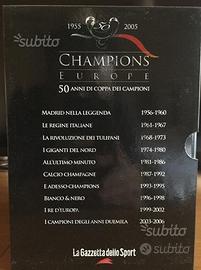 1955 50 2005
CHAMPIONS
EUROPE
50 ANNI DI COPPA DEI CAMPIONI
MADRID NELLA LEGGENDA 1956-1960
LE REGINE ITALIANE 1961-1967
LA RIVOLUZIONE DEI TULIPANI 1968-1973
I GIGANTI DEL NORD 1974-1980
ALL'ULTIMO MINUTO 1981-1986
CALCIO CHAMPAGNE 1987-1992
E ADESSO CHAMPIONS 1993-1995
BIANCO & NERO 1996-1998
I RE D'EUROPA 1999-2002
I CAMPIONI DEGLI ANNI DUEMILA 2003-2006
La Gazzetta dello Sport
subito
subito
subito